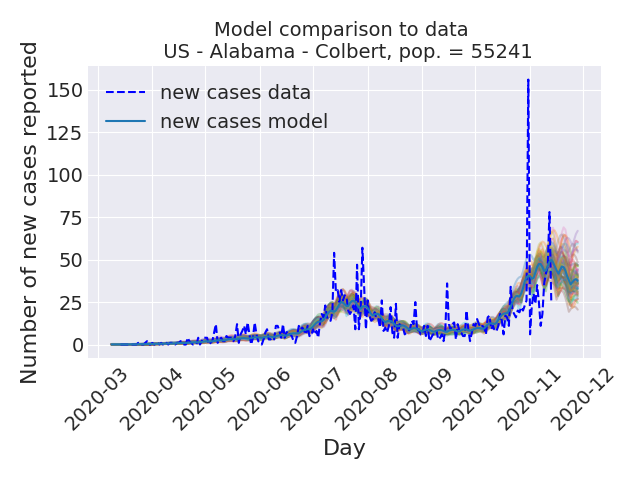 Model comparison to data
US - Alabama - Colbert, pop. = 55241
new cases data
new cases model
Number of new cases reported
150
125
100
75
50
25
0
2020-03
2020-04
2020-05
2020-06
2020-07
2020-08
2020-09
2020-10
2020-11
2020-12
Day